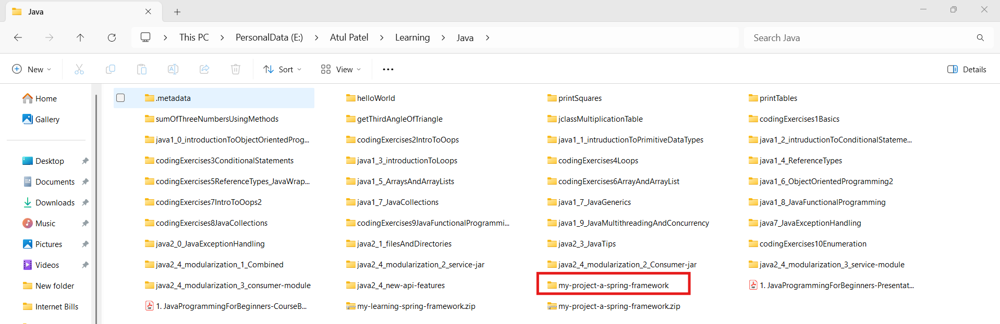 Java
This PC > PersonalData (E:) > Atul Patel > Learning > Java >
Search Java
New
Sort
View
Details
Home
Gallery
Desktop
Documents
Downloads
Music
Pictures
Videos
New folder
Internet Bills
.metadata helloWorld printSquares printTables
sumOfThreeNumbersUsingMethods getThirdAngleOfTriangle jclassMultiplicationTable codingExercises1Basics
java1_0_introductionToObjectOrientedProg... codingExercises2IntroToOops java1_1_intruductionToPrimitiveDataTypes java1_2_intruductionToConditionalStateme...
codingExercises3ConditionalStatements java1_3_introductionToLoops codingExercises4Loops java1_4_ReferenceTypes
codingExercises5ReferenceTypes_JavaWrap... java1_5_ArraysAndArrayLists codingExercises6ArrayAndArrayList java1_6_ObjectOrientedProgramming2
codingExercises7IntroToOops2 java1_7_JavaCollections java1_7_JavaGenerics java1_8_JavaFunctionalProgramming
codingExercises8JavaCollections codingExercises9JavaFunctionalProgrammi... java1_9_JavaMultithreadingAndConcurrency java7_JavaExceptionHandling
java2_0_JavaExceptionHandling java2_1_filesAndDirectories java2_3_JavaTips codingExercises10Enumeration
java2_4_modularization_1_Combined java2_4_modularization_2_service-jar java2_4_modularization_2_Consumer-jar java2_4_modularization_3_service-module
java2_4_modularization_3_consumer-module java2_4_new-api-features my-project-a-spring-framework 1. JavaProgrammingForBeginners-Presentat...
1. JavaProgrammingForBeginners-CourseB... my-learning-spring-framework.zip my-project-a-spring-framework.zip